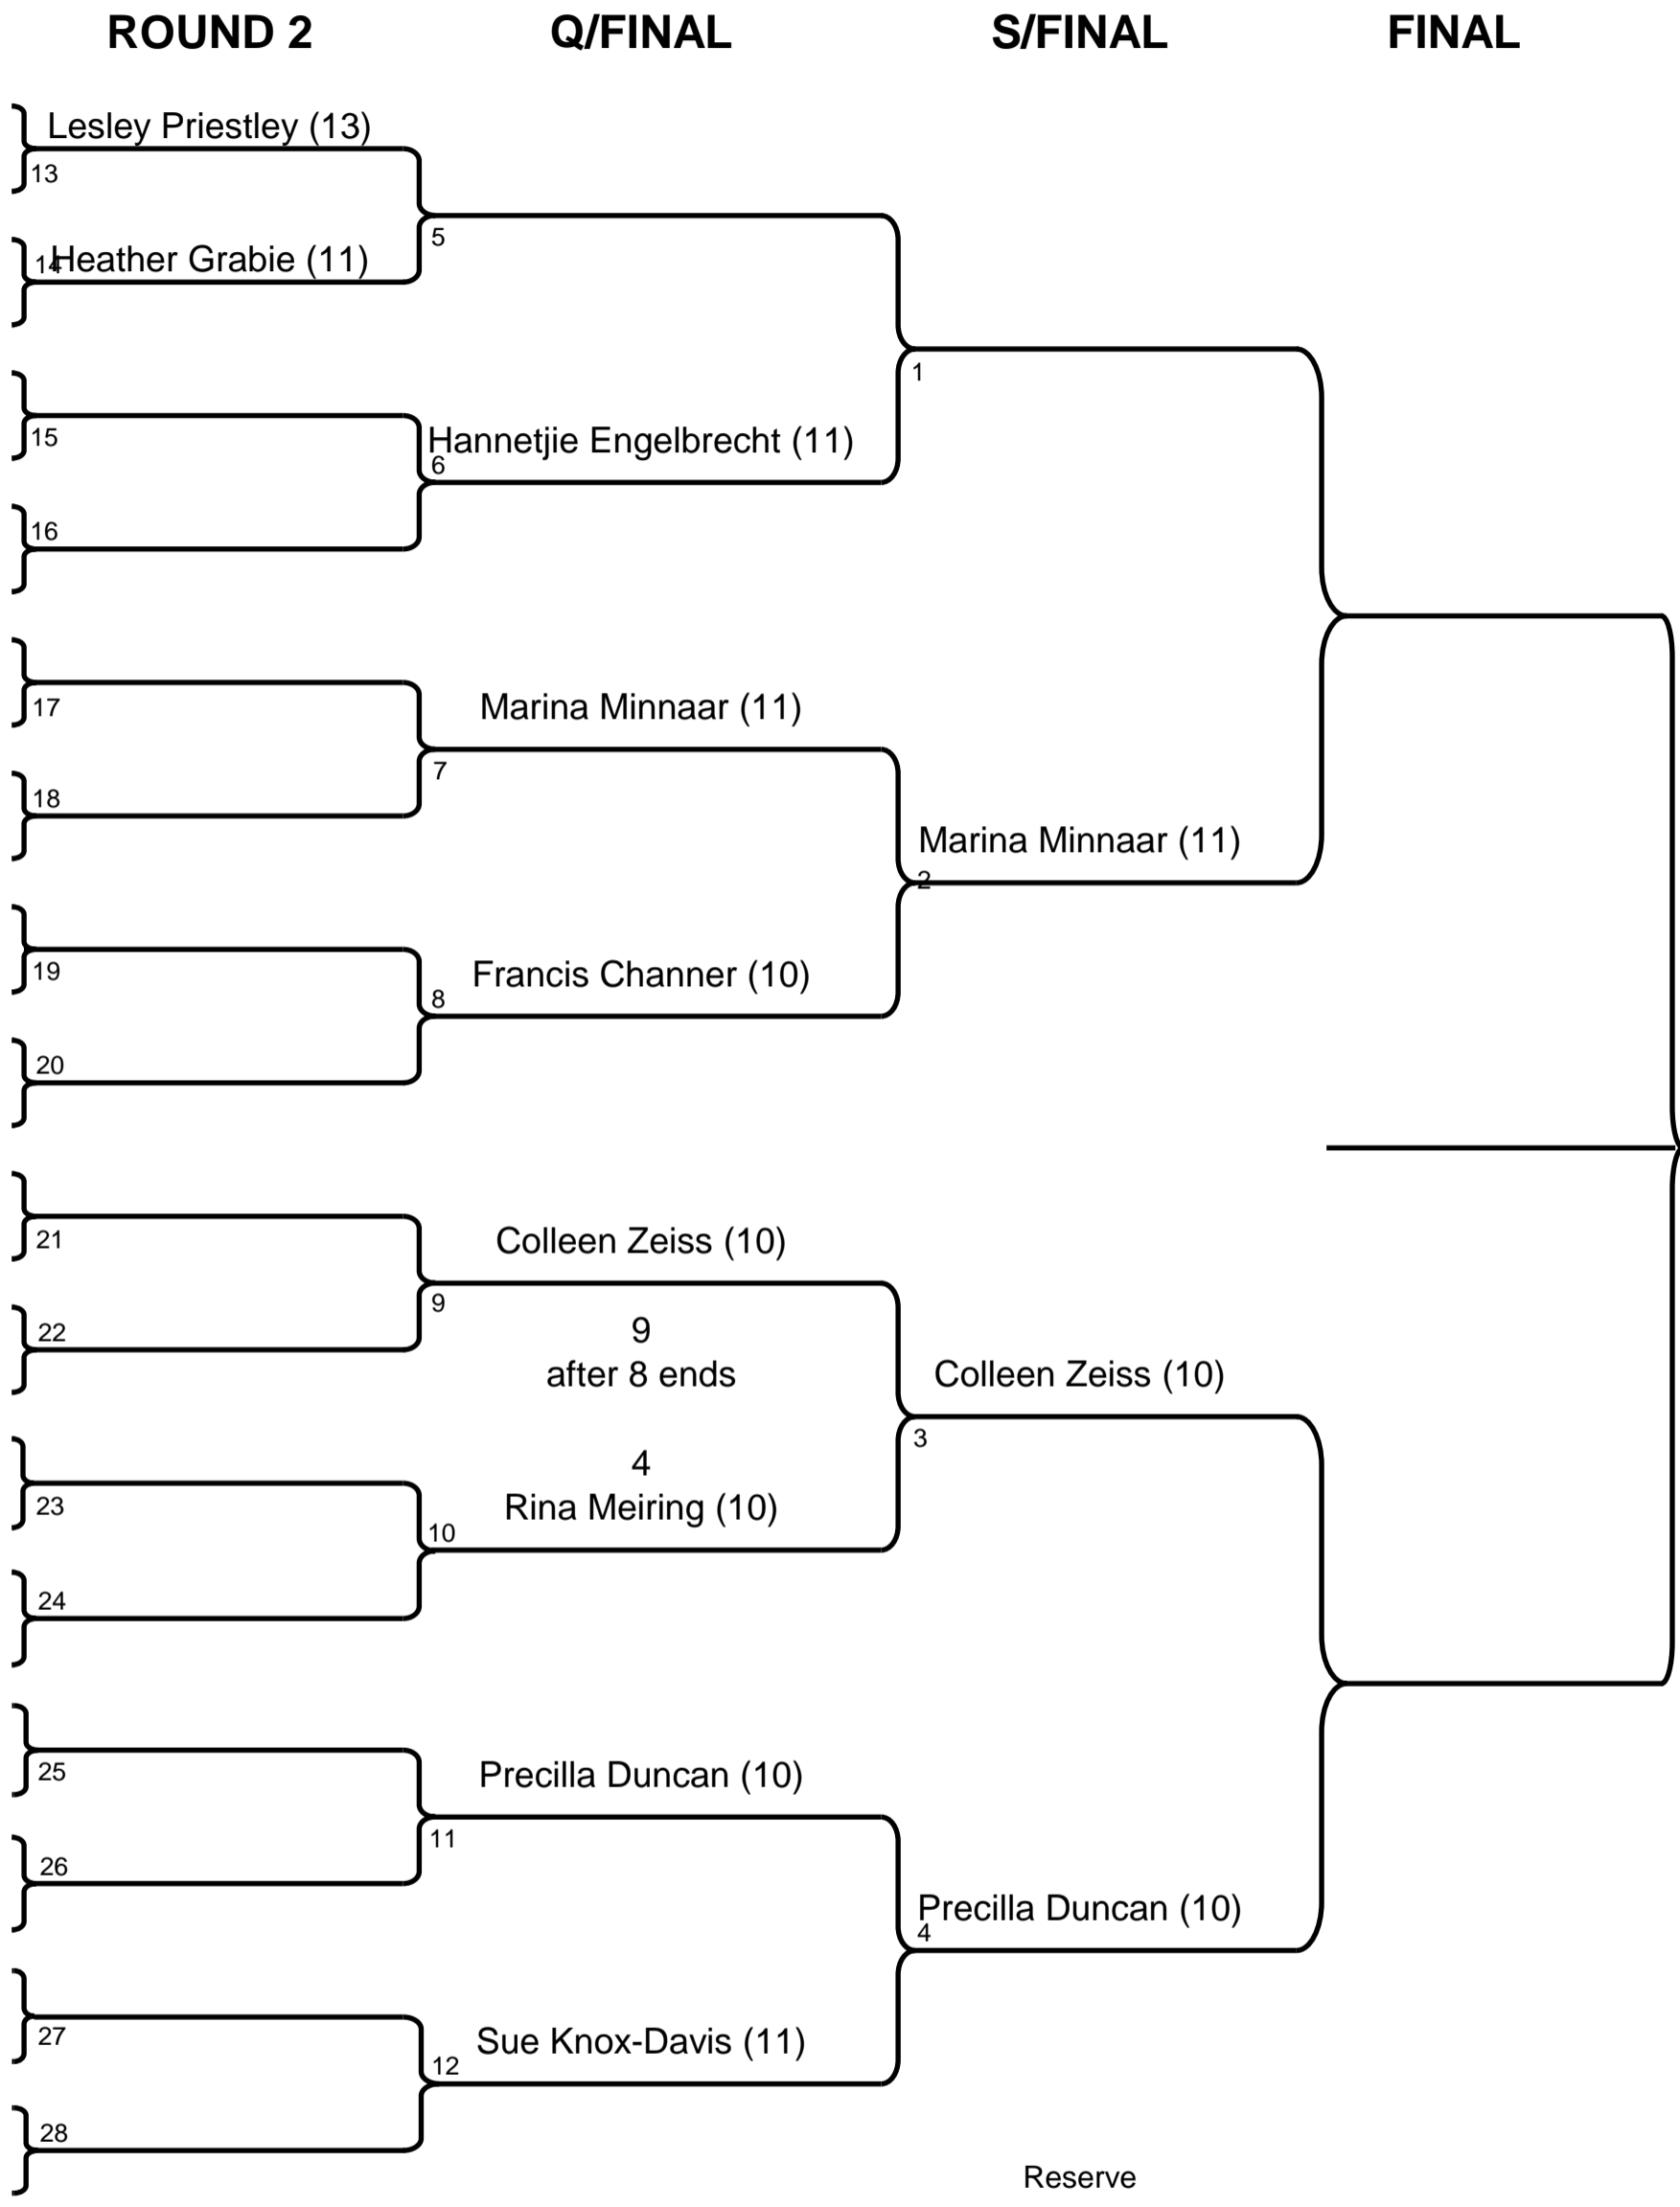 ROUND 2 Q/FINAL S/FINAL FINAL
Lesley Priestley (13)
13
5
14 Heather Grabie (11)
1
15
Hannetjie Engelbrecht (11)
6
16
17
Marina Minnaar (11)
7
18
Marina Minnaar (11)
2
19
Francis Channer (10)
8
20
21
Colleen Zeiss (10)
9
22
9
after 8 ends
Colleen Zeiss (10)
3
4
23
Rina Meiring (10)
10
24
25
Precilla Duncan (10)
11
26
Precilla Duncan (10)
4
27
Sue Knox-Davis (11)
12
28
Reserve